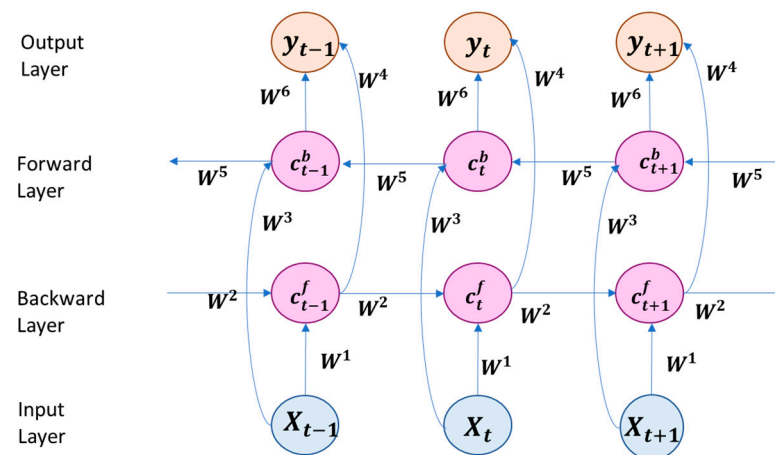 Output
Layer
y_{t-1} y_t y_{t+1}
W^6 W^4 W^6 W^4 W^6 W^4
Forward
Layer
c^b_{t-1} c^b_t c^b_{t+1}
W^5 W^5 W^5 W^5
W^3 W^3 W^3
Backward
Layer
c^f_{t-1} c^f_t c^f_{t+1}
W^2 W^2 W^2 W^2
W^1 W^1 W^1
Input
Layer
X_{t-1} X_t X_{t+1}